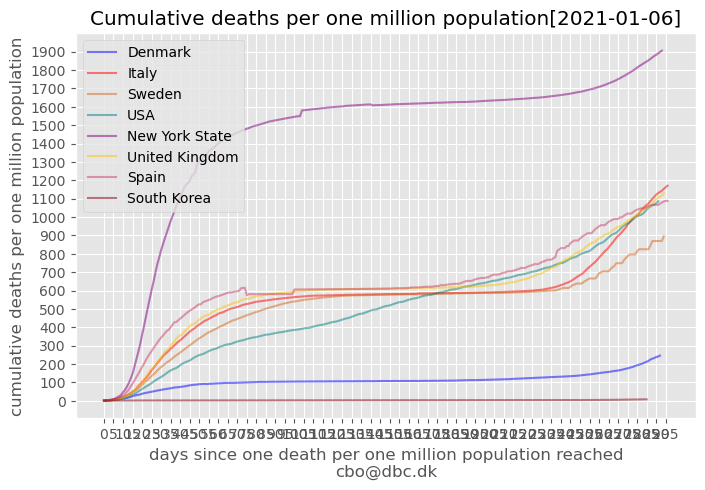 Cumulative deaths per one million population[2021-01-06]
cumulative deaths per one million population
1900
1800
1700
1600
1500
1400
1300
1200
1100
1000
900
800
700
600
500
400
300
200
100
0
Denmark
Italy
Sweden
USA
New York State
United Kingdom
Spain
South Korea
days since one death per one million population reached
cbo@dbc.dk